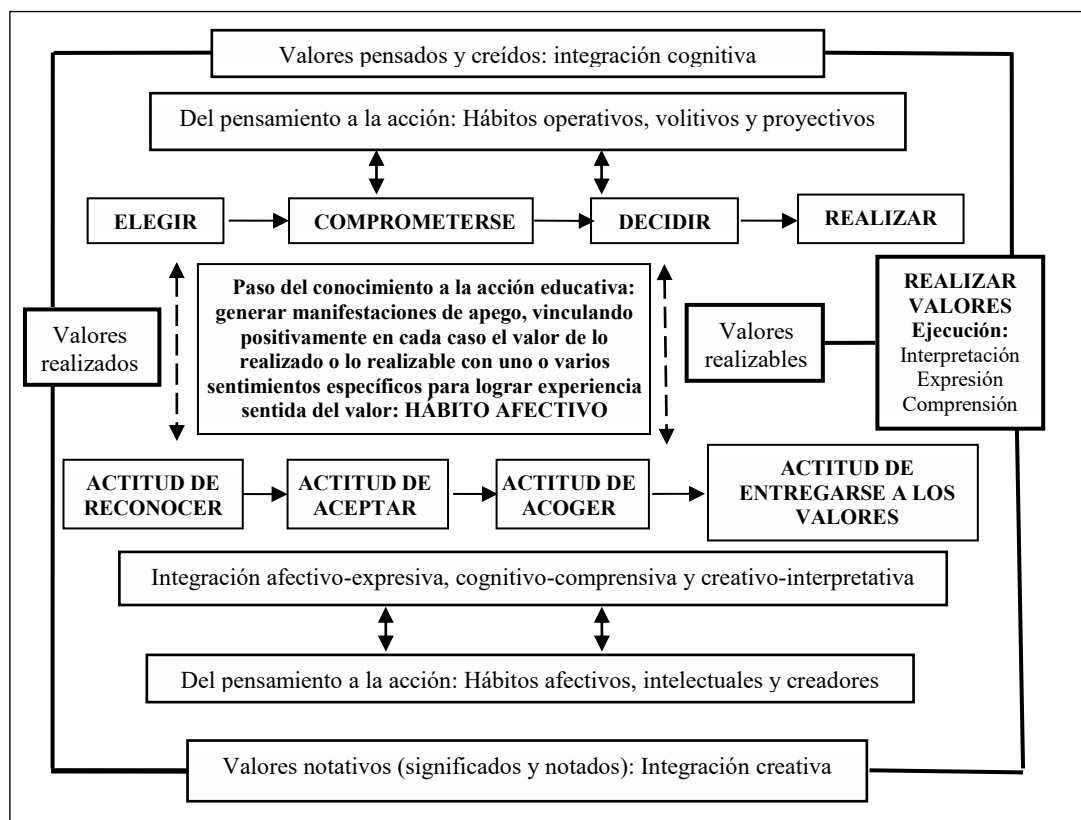 Valores pensados y creídos: integración cognitiva
Del pensamiento a la acción: Hábitos operativos, volitivos y proyectivos
ELEGIR
COMPROMETERSE
DECIDIR
REALIZAR
Valores
realizados
Paso del conocimiento a la acción educativa:
generar manifestaciones de apego, vinculando
positivamente en cada caso el valor de lo
realizado o lo realizable con uno o varios
sentimientos específicos para lograr experiencia
sentida del valor: HÁBITO AFECTIVO
Valores
realizables
REALIZAR
VALORES
Ejecución:
Interpretación
Expresión
Comprensión
ACTITUD DE
RECONOCER
ACTITUD DE
ACEPTAR
ACTITUD DE
ACOGER
ACTITUD DE
ENTREGARSE A LOS
VALORES
Integración afectivo-expresiva, cognitivo-comprensiva y creativo-interpretativa
Del pensamiento a la acción: Hábitos afectivos, intelectuales y creadores
Valores notativos (significados y notados): Integración creativa